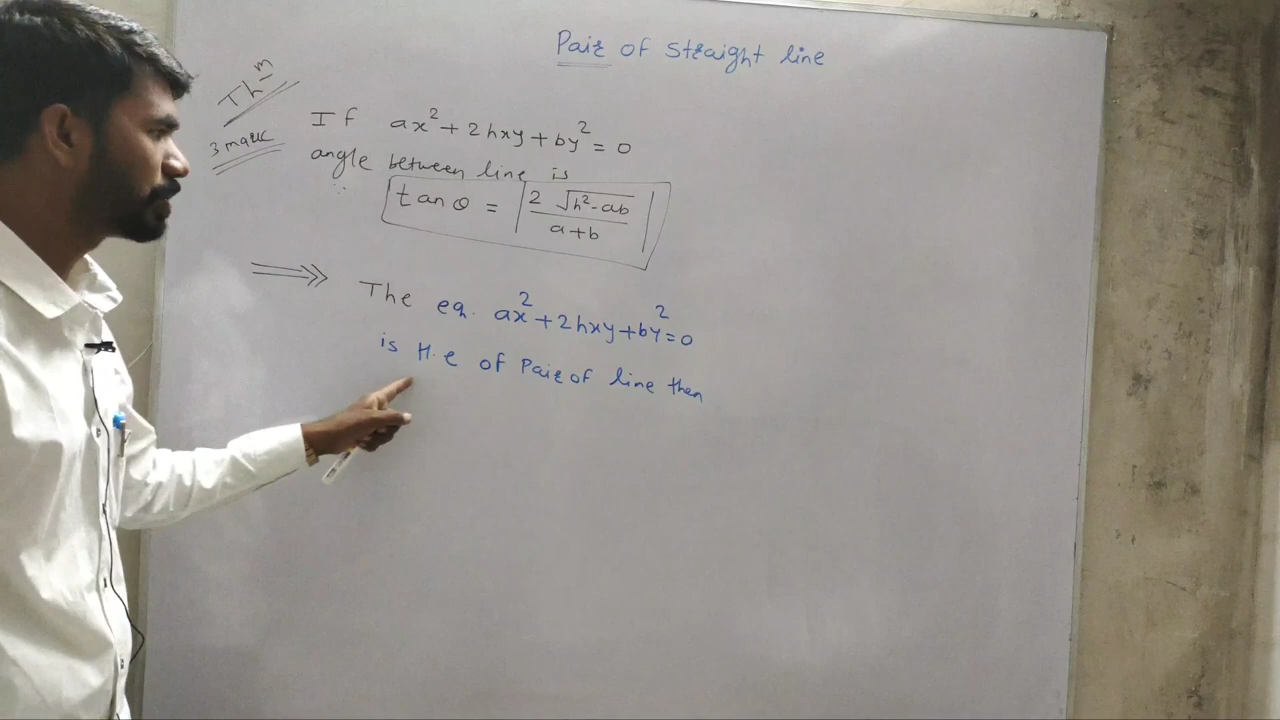 Pair of straight line
Thm
3 mark
If ax²+2hxy+by²=0
angle between line is
tan θ = |2 √h²-ab / a+b|
⟹ The eq. ax²+2hxy+by²=0
is H.e of Pair of line then